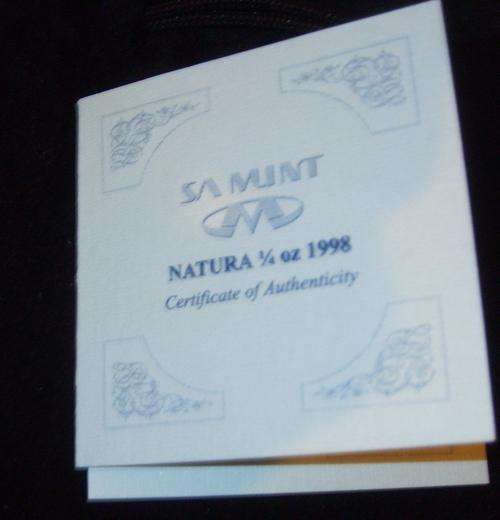 SA MINT
NATURA ¼ oz 1998
Certificate of Authenticity